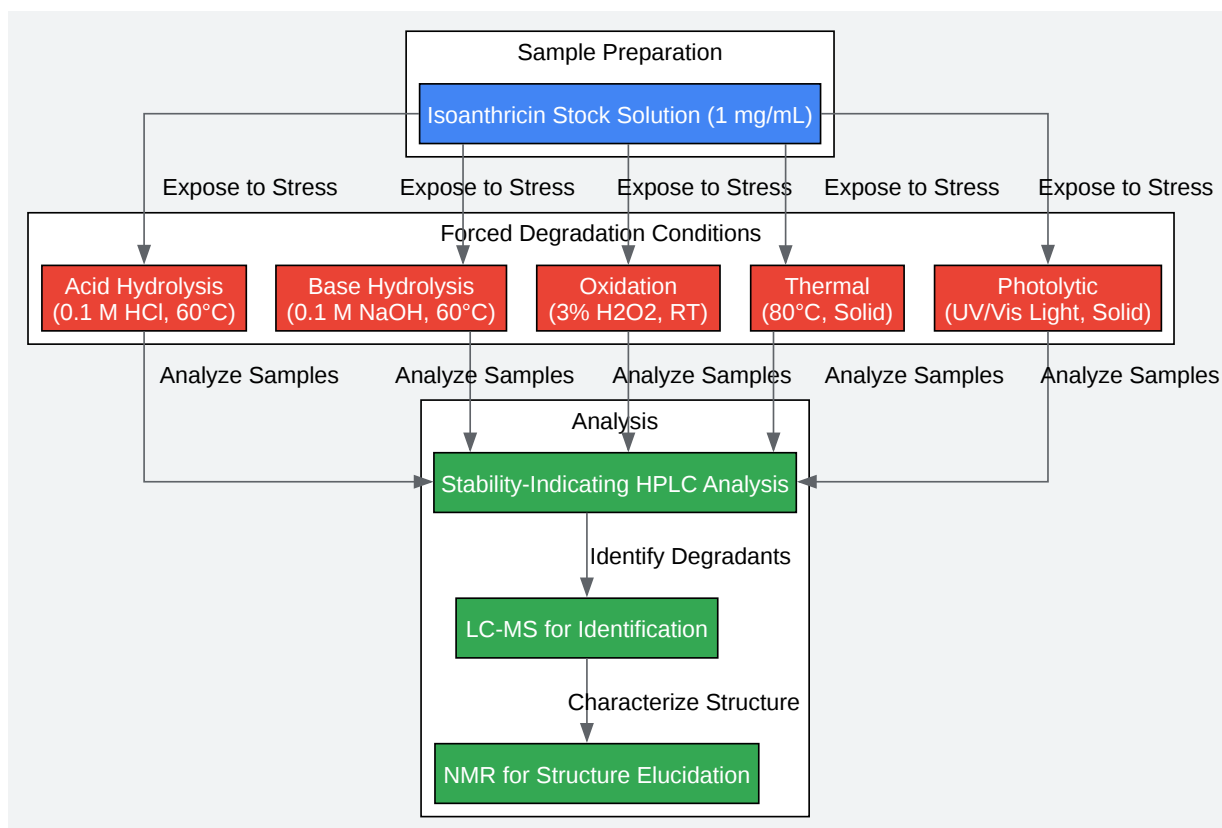 Sample Preparation
Isoanthricin Stock Solution (1 mg/mL)
Expose to Stress
Expose to Stress
Expose to Stress
Expose to Stress
Expose to Stress
Forced Degradation Conditions
Acid Hydrolysis
(0.1 M HCl, 60°C)
Base Hydrolysis
(0.1 M NaOH, 60°C)
Oxidation
(3% H2O2, RT)
Thermal
(80°C, Solid)
Photolytic
(UV/Vis Light, Solid)
Analyze Samples
Analyze Samples
Analyze Samples
Analyze Samples
Analyze Samples
Analysis
Stability-Indicating HPLC Analysis
Identify Degradants
LC-MS for Identification
Characterize Structure
NMR for Structure Elucidation